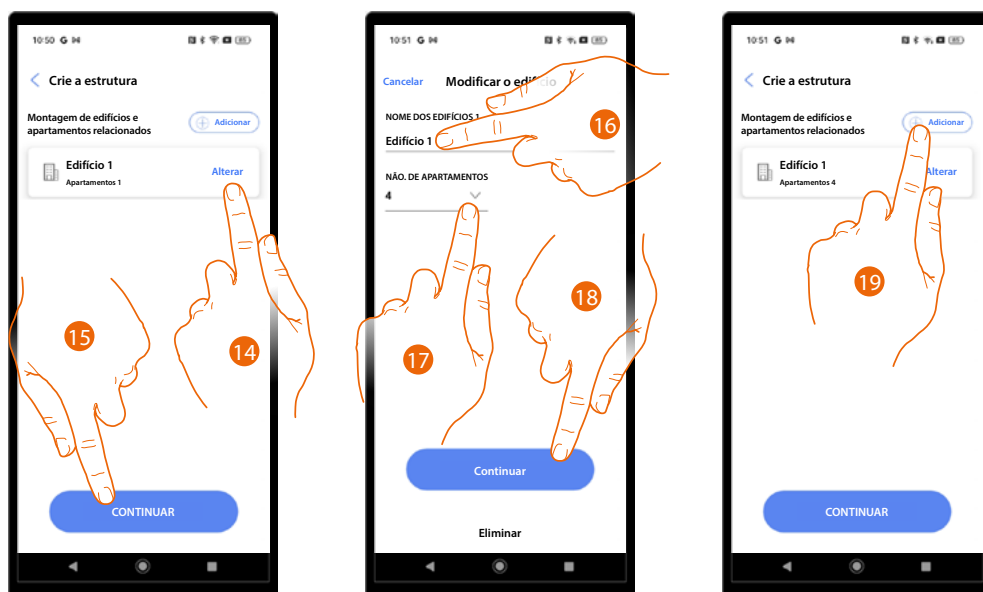 10:50 G
Crie a estrutura
Montagem de edifícios e
apartamentos relacionados
Adicionar
Edifício 1
Apartamentos 1
Alterar
15
14
CONTINUAR
10:51 G
Cancelar Modificar o edifício
16
NOME DOS EDIFÍCIOS 1
Edifício 1
NÃO. DE APARTAMENTOS
4
18
17
Continuar
Eliminar
10:51 G
Crie a estrutura
Montagem de edifícios e
apartamentos relacionados
Adicionar
Edifício 1
Apartamentos 4
Alterar
19
CONTINUAR